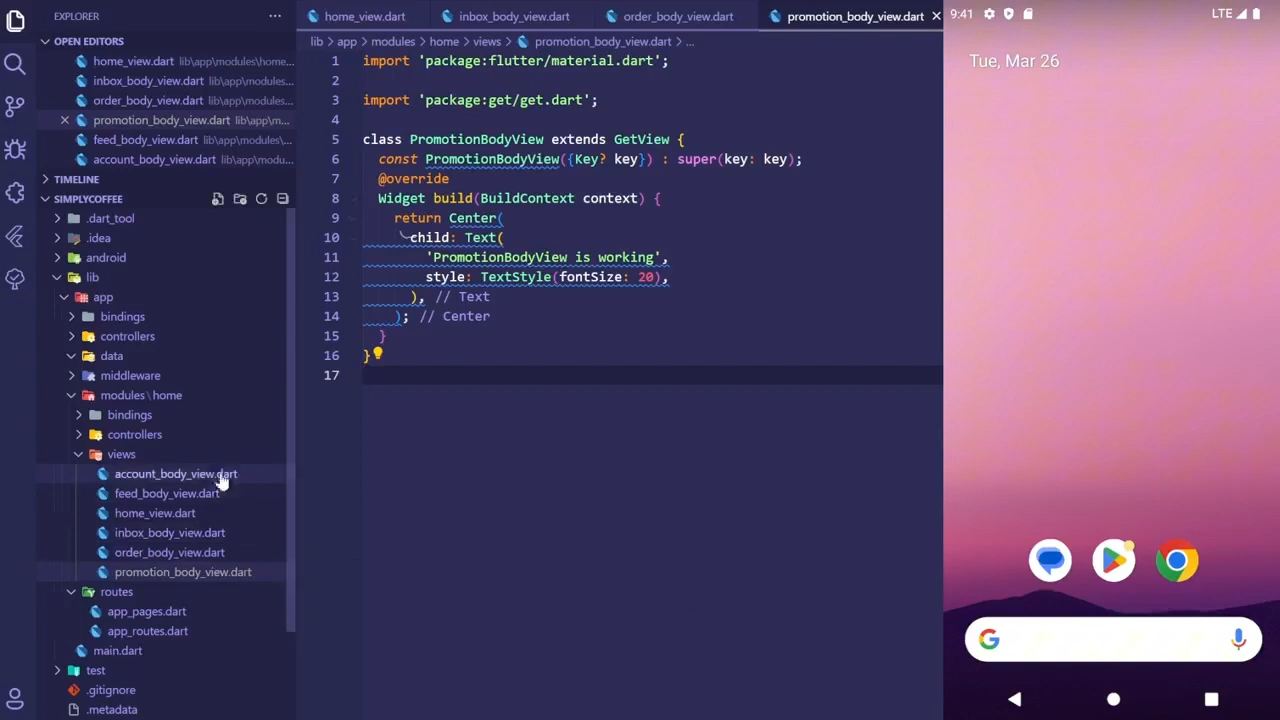 EXPLORER
OPEN EDITORS
home_view.dart lib\app\modules\home...
inbox_body_view.dart lib\app\modules...
order_body_view.dart lib\app\modules...
promotion_body_view.dart lib\app\m...
feed_body_view.dart lib\app\modules\...
account_body_view.dart lib\app\modu...
TIMELINE
SIMPLYCOFFEE
.dart_tool
.idea
android
lib
app
bindings
controllers
data
middleware
modules\home
bindings
controllers
views
account_body_view.dart
feed_body_view.dart
home_view.dart
inbox_body_view.dart
order_body_view.dart
promotion_body_view.dart
routes
app_pages.dart
app_routes.dart
main.dart
test
.gitignore
.metadata
home_view.dart inbox_body_view.dart order_body_view.dart promotion_body_view.dart
lib > app > modules > home > views > promotion_body_view.dart > ...
1 import 'package:flutter/material.dart';
2
3 import 'package:get/get.dart';
4
5 class PromotionBodyView extends GetView {
6 const PromotionBodyView({Key? key}) : super(key: key);
7 @override
8 Widget build(BuildContext context) {
9 return Center(
10 child: Text(
11 'PromotionBodyView is working',
12 style: TextStyle(fontSize: 20),
13 ), // Text
14 ); // Center
15 }
16 }
17
9:41 LTE
Tue, Mar 26